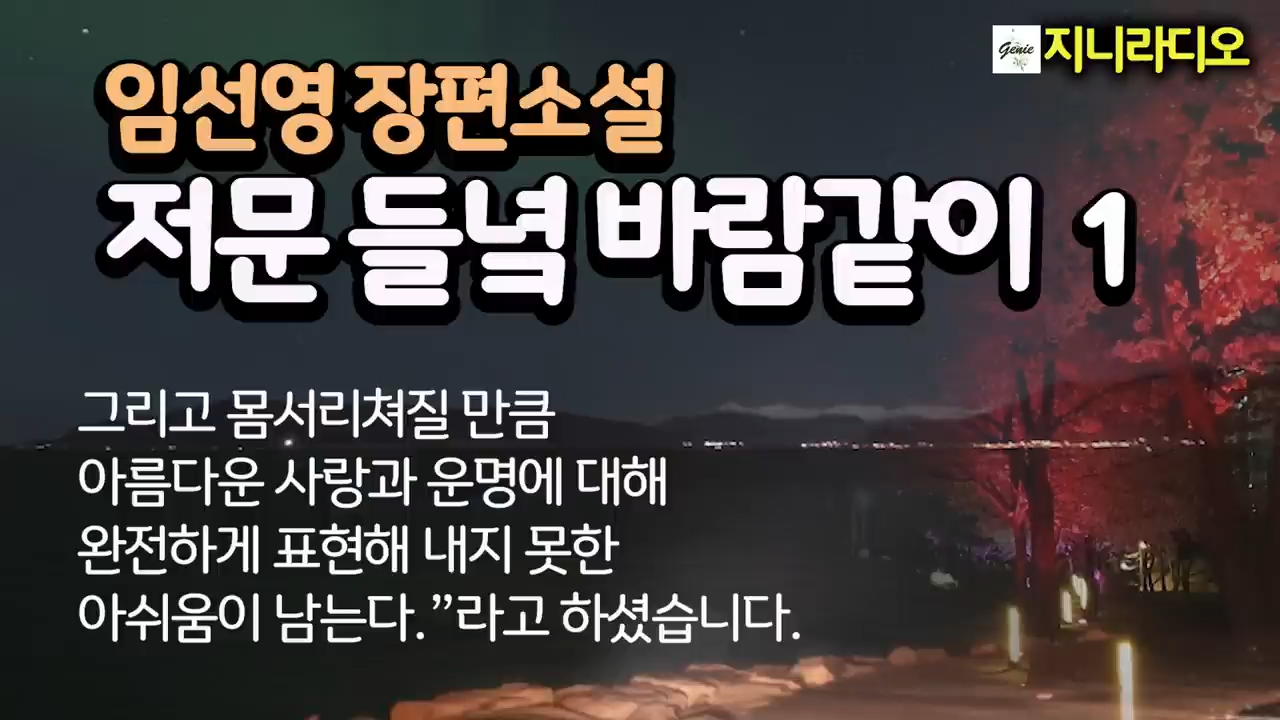 Genie 지니라디오
임선영 장편소설
저문 들녘 바람같이 1
그리고 몸서리쳐질 만큼
아름다운 사랑과 운명에 대해
완전하게 표현해 내지 못한
아쉬움이 남는다. ”라고 하셨습니다.